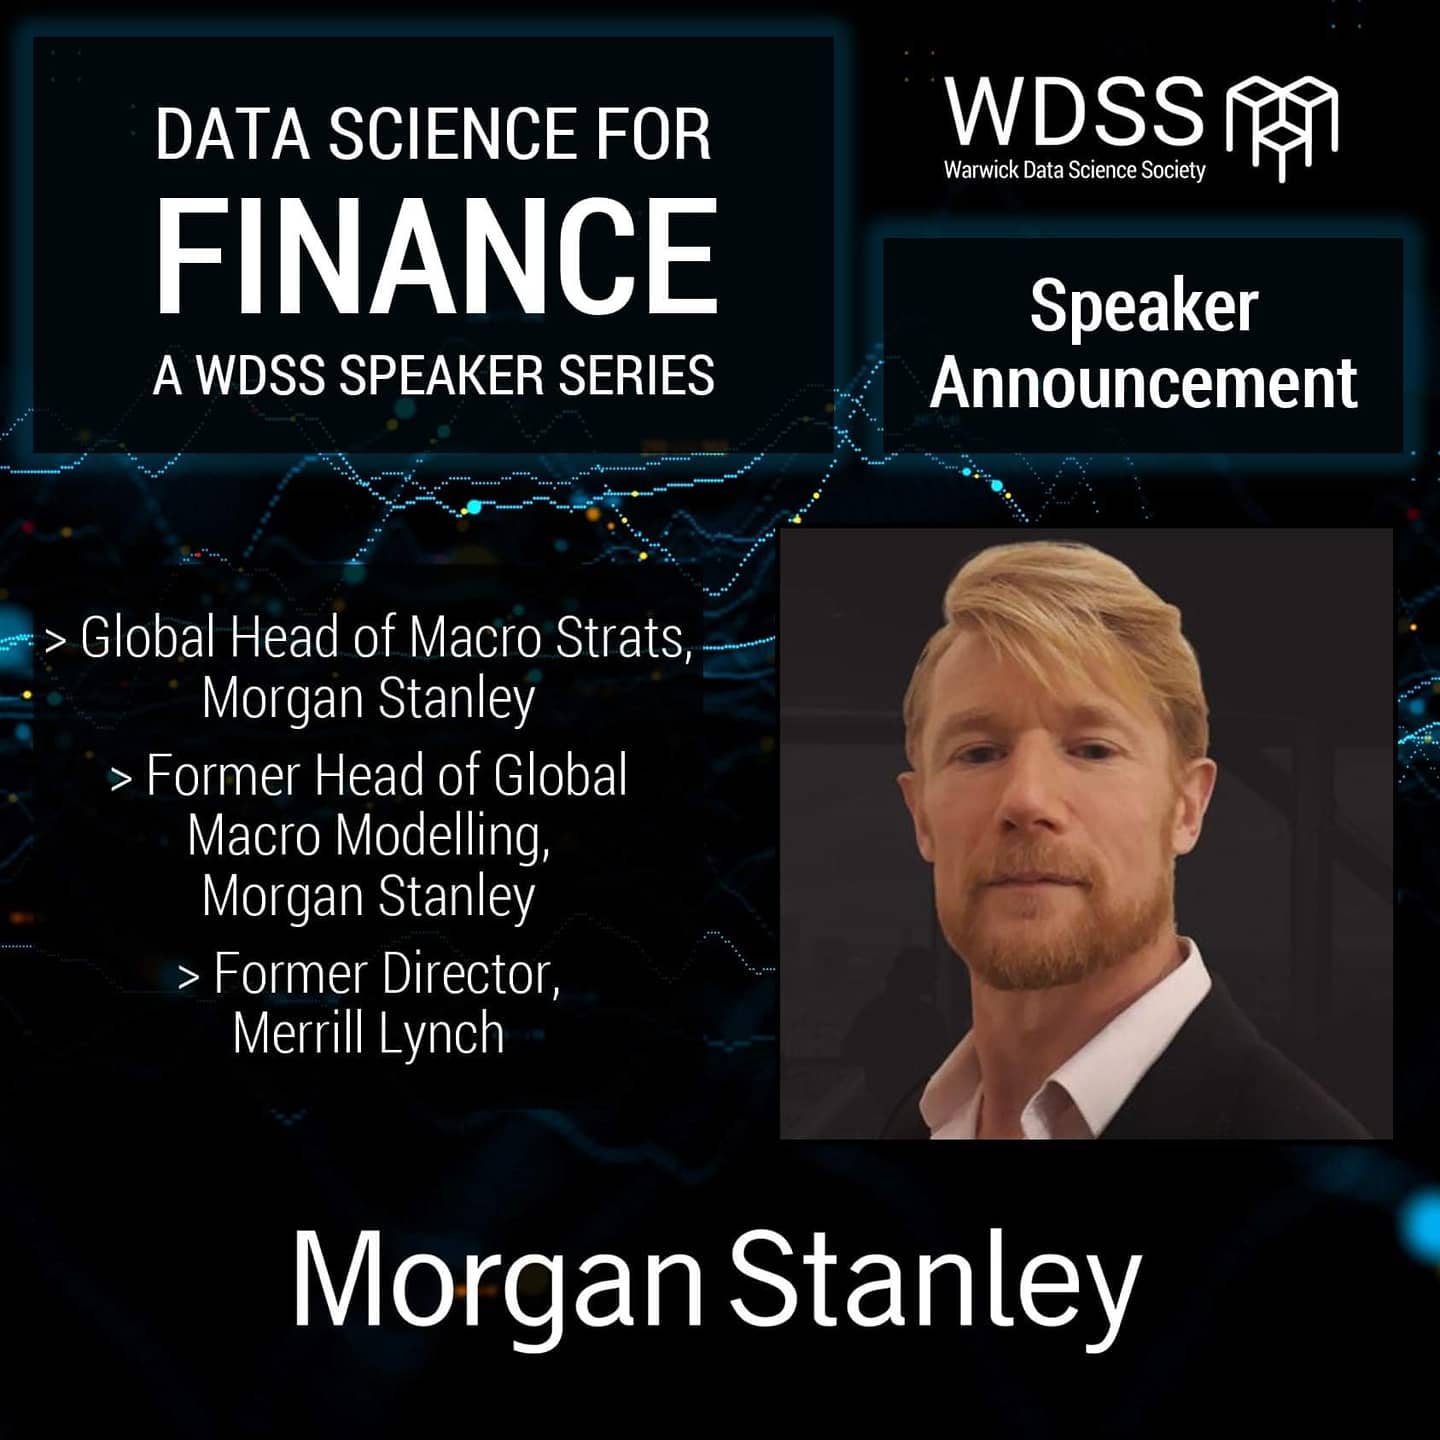 DATA SCIENCE FOR
FINANCE
A WDSS SPEAKER SERIES
WDSS
Warwick Data Science Society
Speaker
Announcement
> Global Head of Macro Strats,
Morgan Stanley
> Former Head of Global
Macro Modelling,
Morgan Stanley
> Former Director,
Merrill Lynch
Morgan Stanley